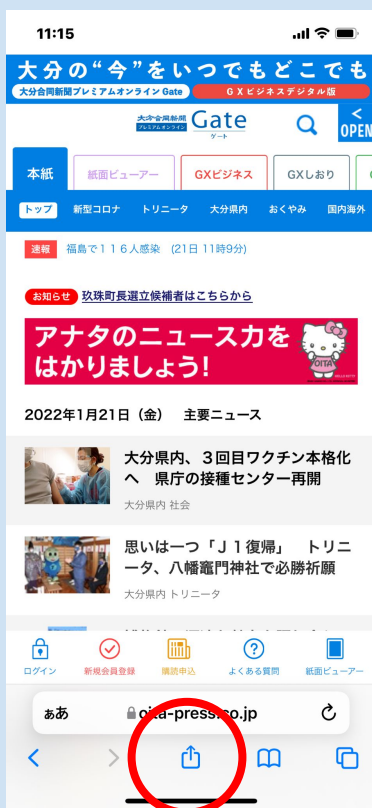 11:15
大分の“今”をいつでもどこでも
大分合同新聞プレミアムオンライン Gate
GXビジネスデジタル版
大分合同新聞
プレミアムオンライン
Gate
ゲート
<
OPEN
本紙 紙面ビューアー GXビジネス GXしおり
トップ 新型コロナ トリニータ 大分県内 おくやみ 国内海外
速報 福島で116人感染 (21日 11時9分)
お知らせ 玖珠町長選立候補者はこちらから
アナタのニュース力を
はかりましょう!
OITA
2022年1月21日(金) 主要ニュース
大分県内、3回目ワクチン本格化
へ 県庁の接種センター再開
大分県内 社会
思いは一つ「J1復帰」 トリニ
ータ、八幡竈門神社で必勝祈願
大分県内 トリニータ
ログイン 新規会員登録 購読申込 よくある質問 紙面ビューアー
ぁあ oita-press.co.jp